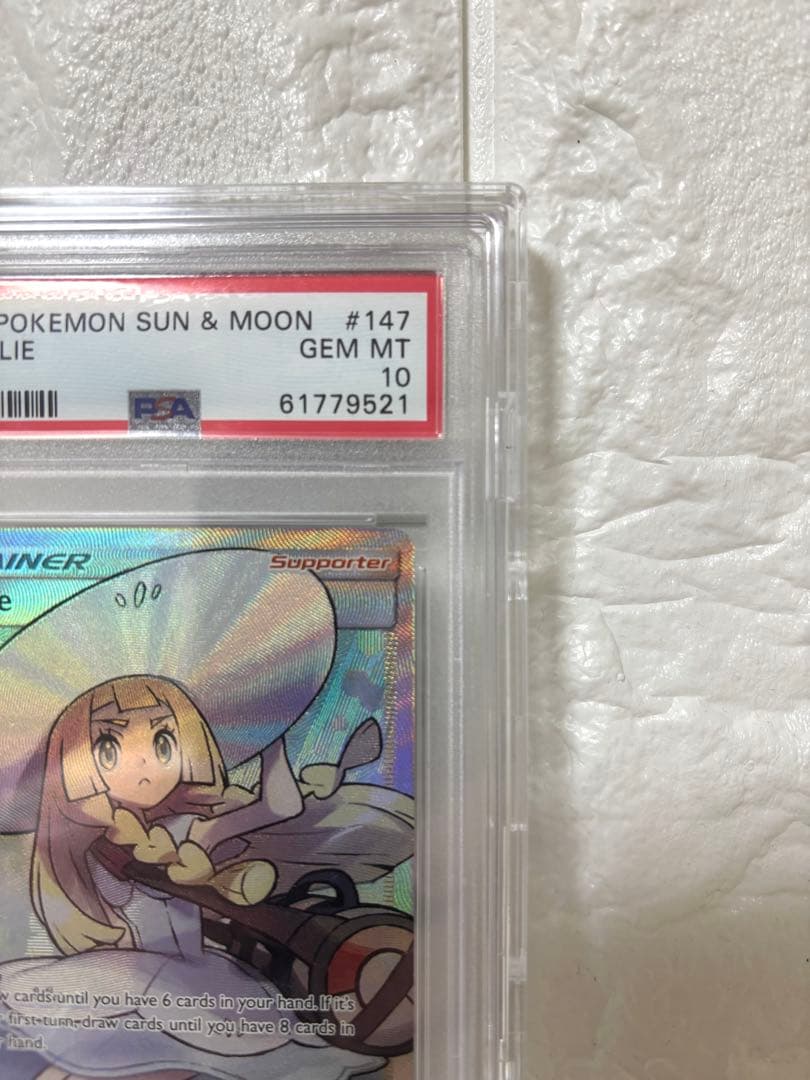 POKEMON SUN & MOON #147
LIE GEM MT
10
PSA 61779521
AINER Supporter
e
w cards until you have 6 cards in your hand. If it's
first turn, draw cards until you have 8 cards in
hand.